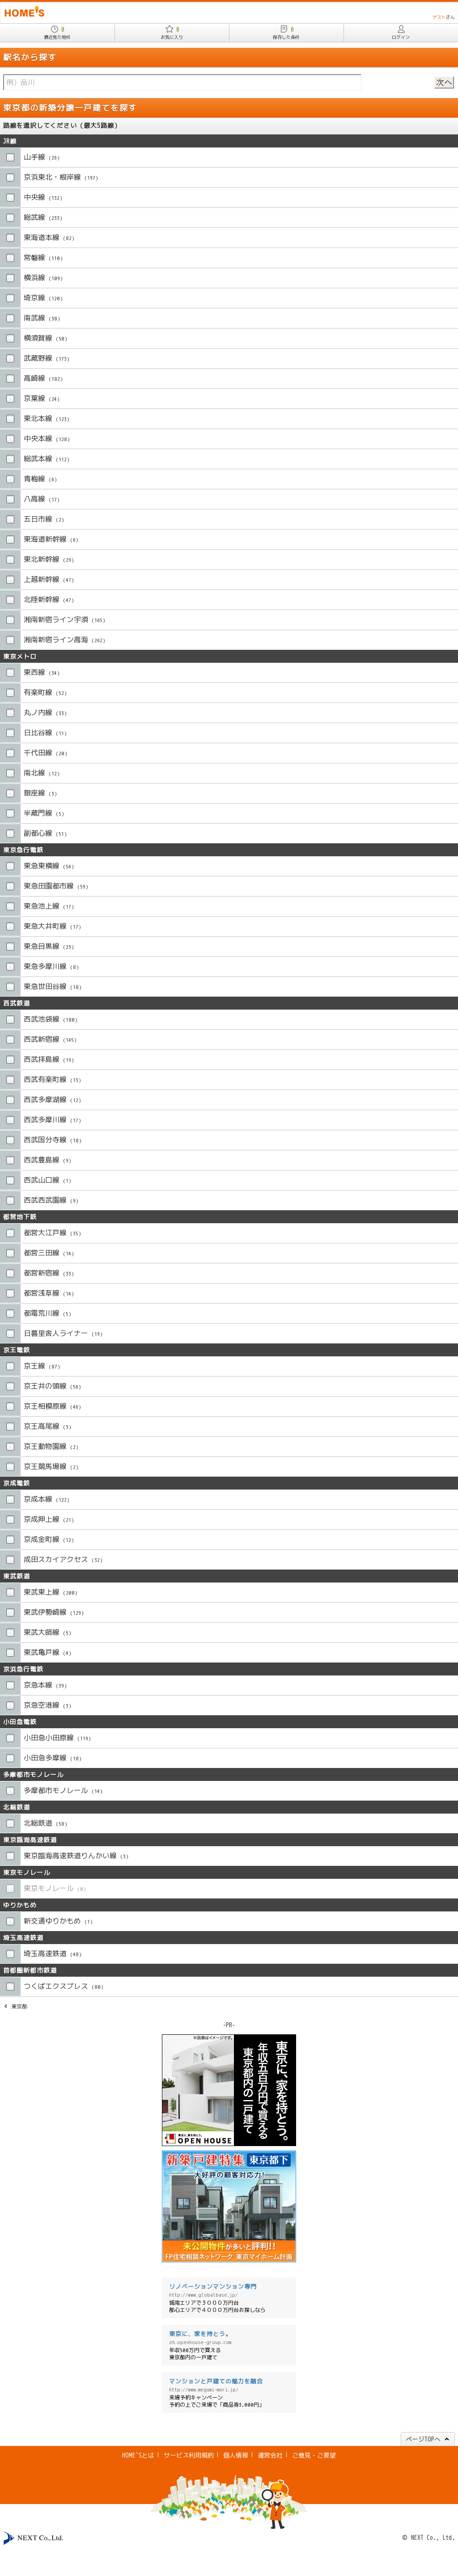 HOME'S
ゲストさん
0
最近見た物件
0
お気に入り
0
保存した条件
ログイン
駅名から探す
例）品川
次へ
東京都の新築分譲一戸建てを探す
路線を選択してください（最大5路線）
JR線
山手線 (26)
京浜東北・根岸線 (197)
中央線 (132)
総武線 (233)
東海道本線 (82)
常磐線 (110)
横浜線 (109)
埼京線 (120)
南武線 (58)
横須賀線 (50)
武蔵野線 (173)
高崎線 (182)
京葉線 (24)
東北本線 (123)
中央本線 (128)
総武本線 (112)
青梅線 (6)
八高線 (17)
五日市線 (2)
東海道新幹線 (8)
東北新幹線 (29)
上越新幹線 (47)
北陸新幹線 (47)
湘南新宿ライン宇須 (165)
湘南新宿ライン高海 (262)
東京メトロ
東西線 (34)
有楽町線 (52)
丸ノ内線 (33)
日比谷線 (11)
千代田線 (20)
南北線 (12)
銀座線 (3)
半蔵門線 (5)
副都心線 (51)
東京急行電鉄
東急東横線 (54)
東急田園都市線 (59)
東急池上線 (17)
東急大井町線 (17)
東急目黒線 (23)
東急多摩川線 (8)
東急世田谷線 (18)
西武鉄道
西武池袋線 (180)
西武新宿線 (145)
西武拝島線 (19)
西武有楽町線 (13)
西武多摩湖線 (12)
西武多摩川線 (17)
西武国分寺線 (18)
西武豊島線 (9)
西武山口線 (1)
西武西武園線 (9)
都営地下鉄
都営大江戸線 (35)
都営三田線 (14)
都営新宿線 (33)
都営浅草線 (14)
都電荒川線 (5)
日暮里舎人ライナー (19)
京王電鉄
京王線 (87)
京王井の頭線 (56)
京王相模原線 (46)
京王高尾線 (3)
京王動物園線 (2)
京王競馬場線 (2)
京成電鉄
京成本線 (122)
京成押上線 (21)
京成金町線 (12)
成田スカイアクセス (32)
東武鉄道
東武東上線 (200)
東武伊勢崎線 (129)
東武大師線 (5)
東武亀戸線 (4)
京浜急行電鉄
京急本線 (39)
京急空港線 (3)
小田急電鉄
小田急小田原線 (119)
小田急多摩線 (18)
多摩都市モノレール
多摩都市モノレール (14)
北総鉄道
北総鉄道 (58)
東京臨海高速鉄道
東京臨海高速鉄道りんかい線 (3)
東京モノレール
東京モノレール (0)
ゆりかもめ
新交通ゆりかもめ (1)
埼玉高速鉄道
埼玉高速鉄道 (48)
首都圏新都市鉄道
つくばエクスプレス (80)
東京都
-PR-
※画像はイメージです。
東京に、家を持とう。
年収五百万円で買える
東京都内の一戸建て
東京に、家を持とう。
OPEN HOUSE
新築戸建特集 東京都下
大好評の顧客対応力!
未公開物件が多いと評判!!
FP住宅相談ネットワーク 東京マイホーム計画
リノベーションマンション専門
http://www.globalbase.jp/
城南エリアで３０００万円台
都心エリアで４０００万円台お探しなら
東京に、家を持とう。
oh.openhouse-group.com
年収500万円で買える
東京都内の一戸建て
マンションと戸建ての魅力を融合
http://www.megami-mori.jp/
来場予約キャンペーン
予約の上でご来場で「商品券3,000円」
ページTOPへ
HOME'Sとは | サービス利用規約 | 個人情報 | 運営会社 | ご意見・ご要望
NEXT Co.,Ltd.
© NEXT Co., Ltd.